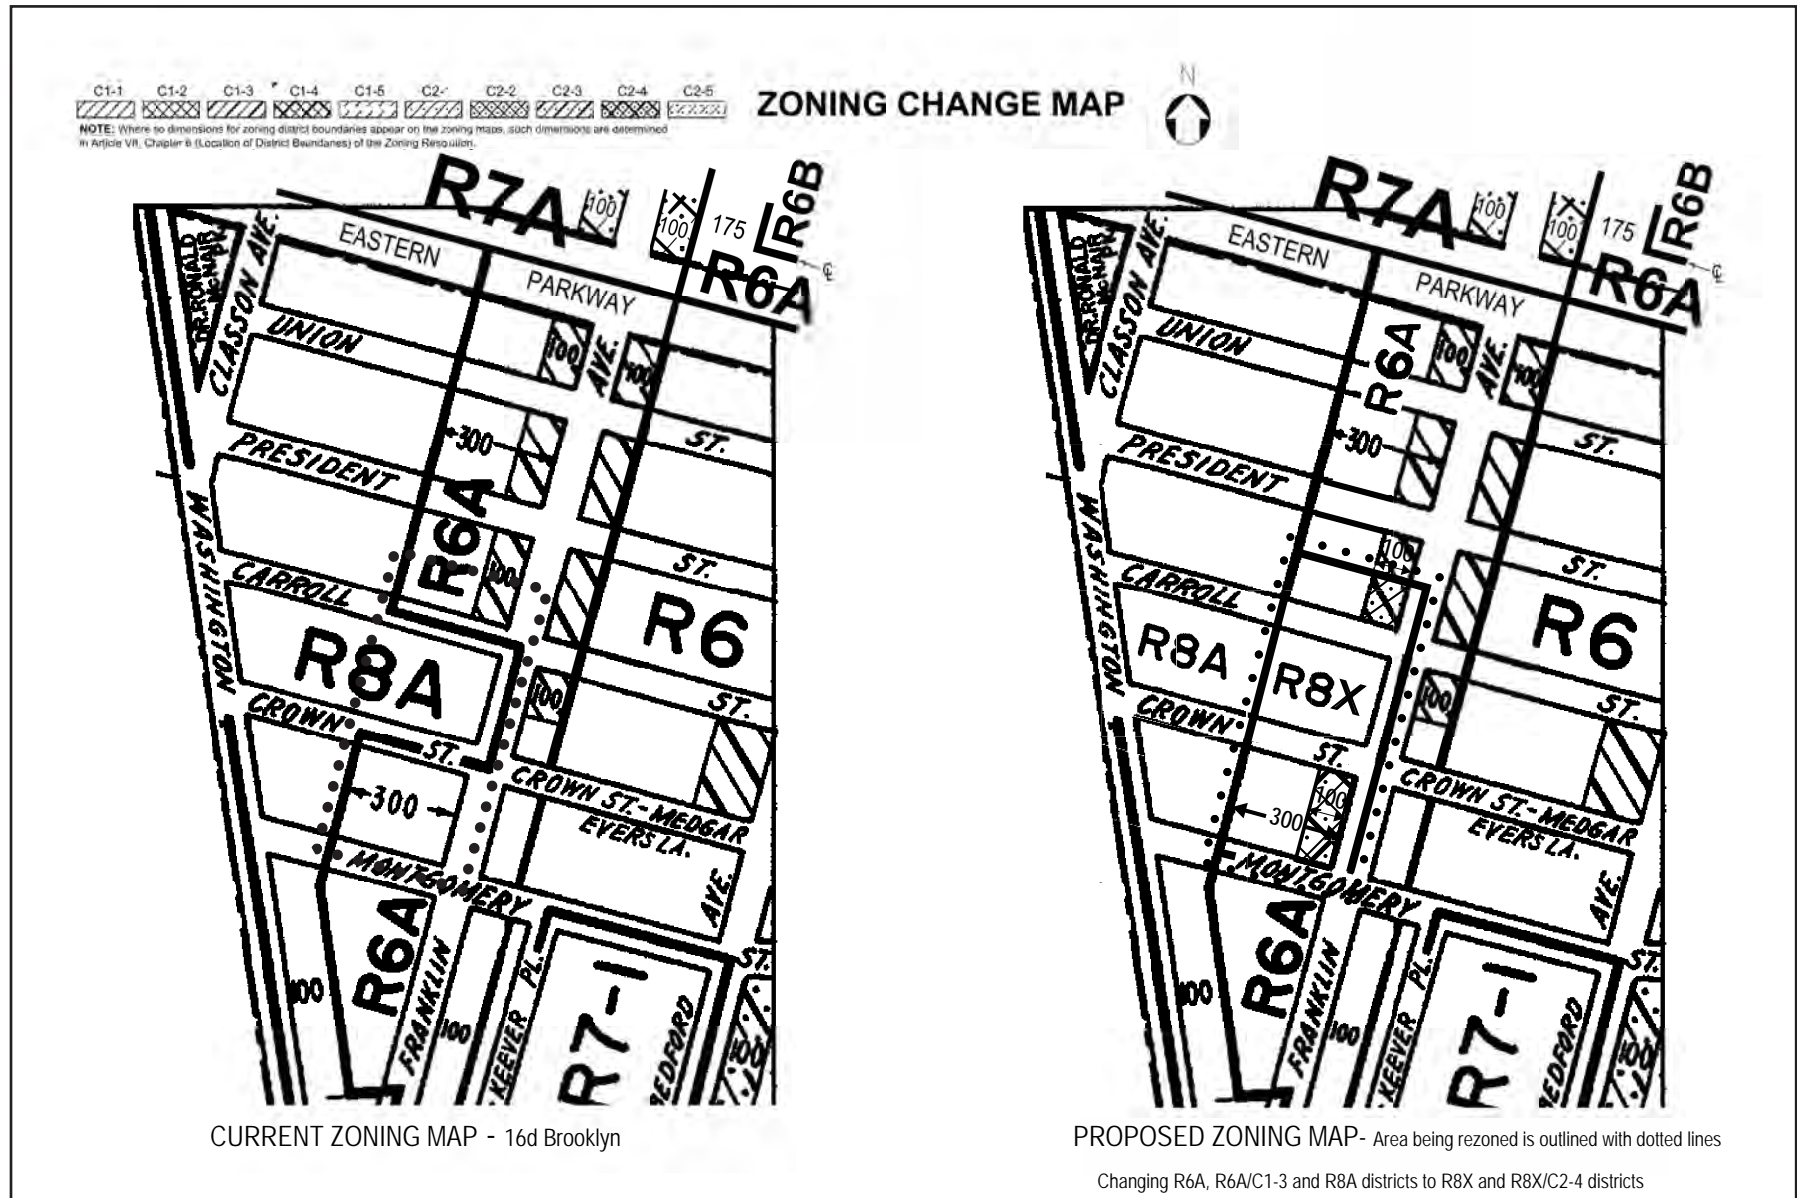 C1-1 C1-2 C1-3 C1-4 C1-5 C2-1 C2-2 C2-3 C2-4 C2-5
ZONING CHANGE MAP
N
NOTE: Where no dimensions for zoning district boundaries appear on the zoning maps, such dimensions are determined
in Article VII, Chapter 6 (Location of District Boundaries) of the Zoning Resolution.
R7A
100
100
175
R6B
R6A
EASTERN
PARKWAY
DR. RONALD
McNAIR
CLASSON AVE.
UNION
100
AVE.
100
ST.
PRESIDENT
300
R6A
100
ST.
WASHINGTON
CARROLL
R8A
R6
100
ST.
CROWN
ST.
CROWN ST.-MEDGAR
EVERS LA.
300
MONTGOMERY
AVE.
ST.
R6A
100
FRANKLIN
100
KEEVER PL.
R7-1
BEDFORD
CURRENT ZONING MAP - 16d Brooklyn
R7A
100
100
175
R6B
R6A
EASTERN
PARKWAY
DR. RONALD
McNAIR
CLASSON AVE.
UNION
R6A
100
AVE.
100
ST.
PRESIDENT
300
100
ST.
WASHINGTON
CARROLL
R8A
R8X
R6
100
ST.
CROWN
ST.
CROWN ST.-MEDGAR
EVERS LA.
100
300
MONTGOMERY
AVE.
ST.
R6A
100
FRANKLIN
100
KEEVER PL.
R7-1
BEDFORD
PROPOSED ZONING MAP- Area being rezoned is outlined with dotted lines
Changing R6A, R6A/C1-3 and R8A districts to R8X and R8X/C2-4 districts